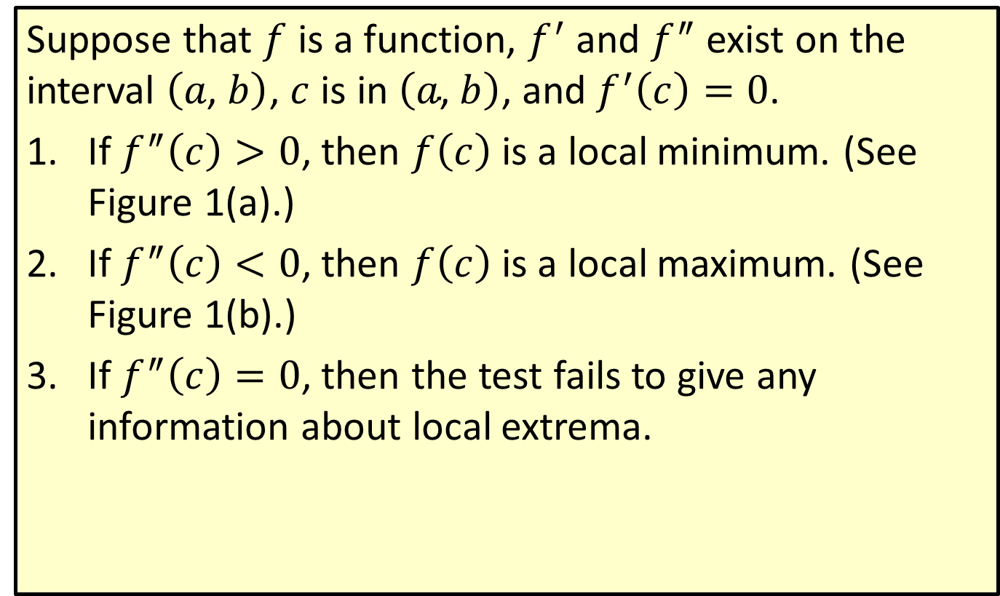 Suppose that f is a function, f′ and f″ exist on the
interval (a, b), c is in (a, b), and f′(c) = 0.
1. If f″(c) > 0, then f(c) is a local minimum. (See
Figure 1(a).)
2. If f″(c) < 0, then f(c) is a local maximum. (See
Figure 1(b).)
3. If f″(c) = 0, then the test fails to give any
information about local extrema.